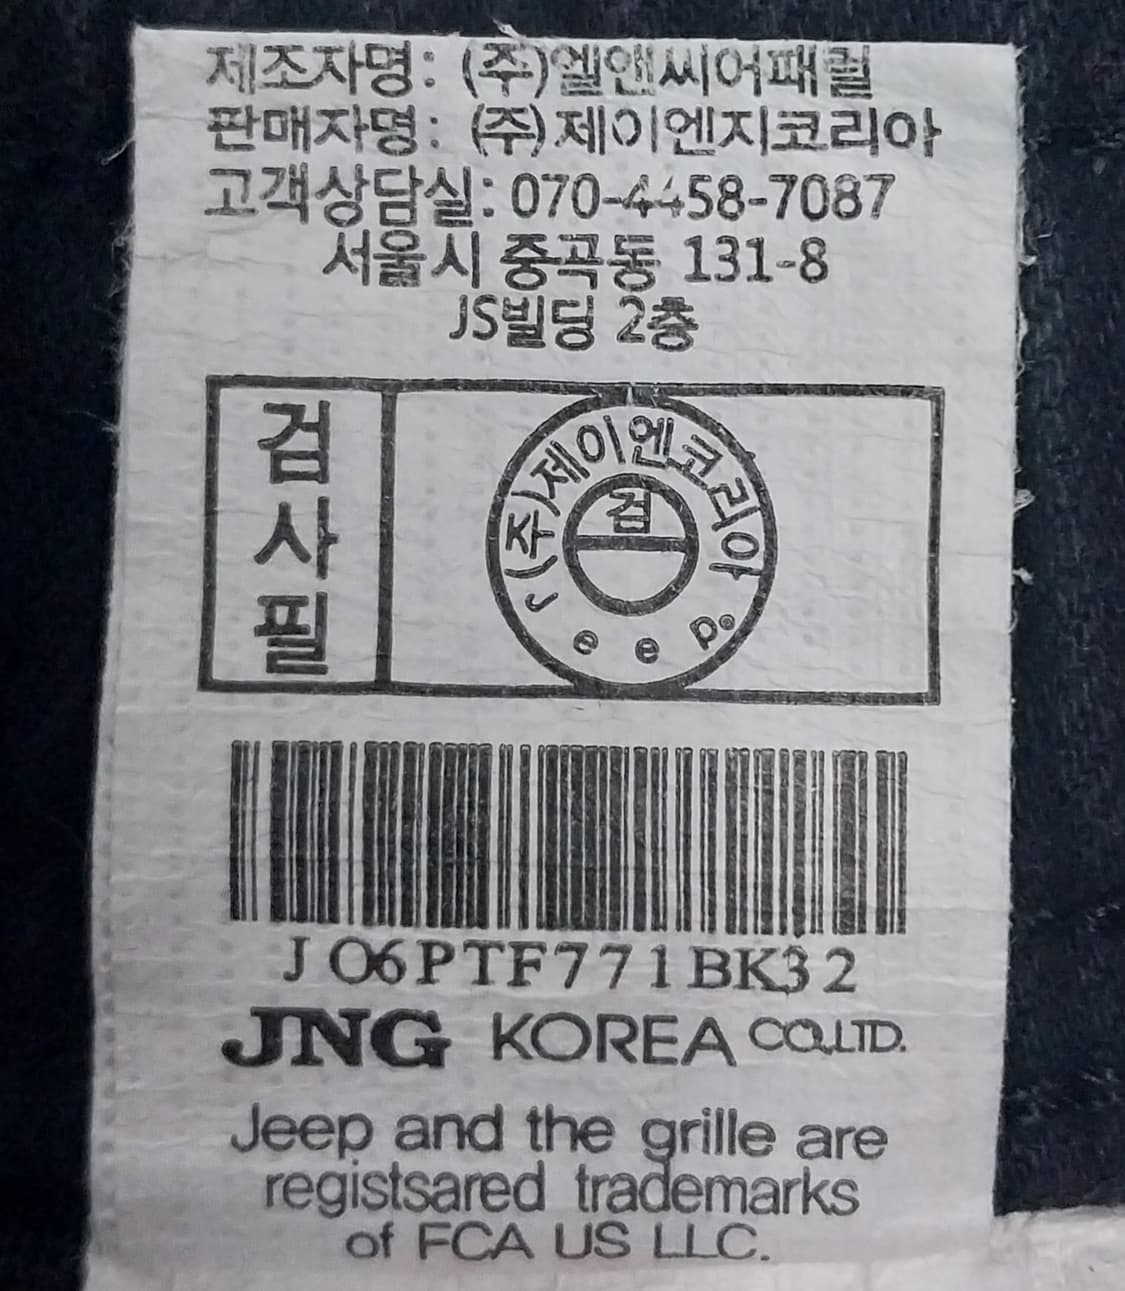 제조자명: (주)엘앤씨어패럴
판매자명: (주)제이엔지코리아
고객상담실: 070-4458-7087
서울시 중곡동 131-8
JS빌딩 2층
검
사
필
(주)제이엔지코리아
검
Jeep®
J06PTF771BK32
JNG KOREA CO.,LTD.
Jeep and the grille are
registsared trademarks
of FCA US LLC.